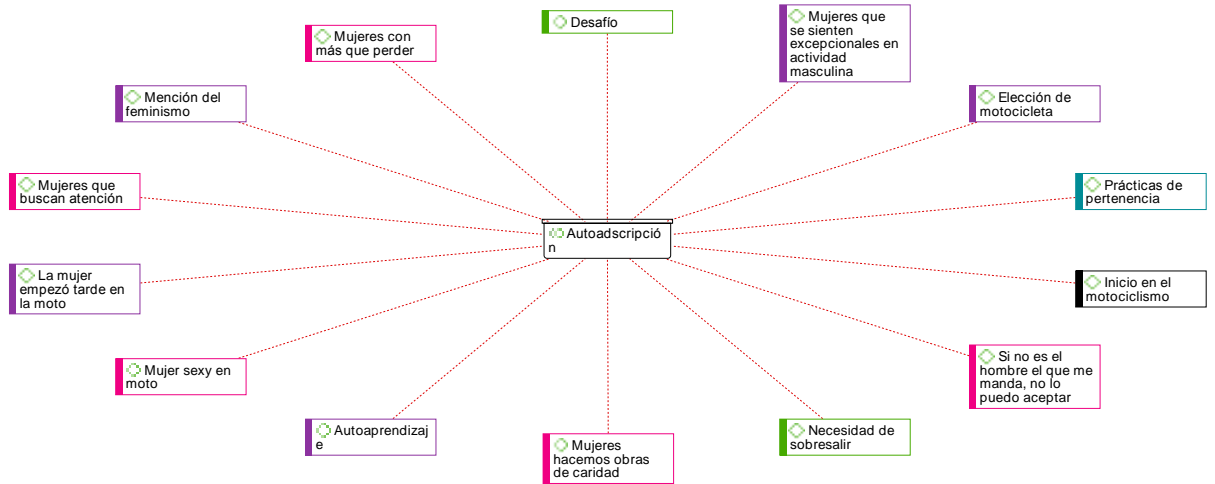 Desafío
Mujeres que
se sienten
excepcionales en
actividad
masculina
Mujeres con
más que perder
Mención del
feminismo
Elección de
motocicleta
Mujeres que
buscan atención
Prácticas de
pertenencia
Autoadscripció
n
La mujer
empezó tarde en
la moto
Inicio en el
motociclismo
Mujer sexy en
moto
Si no es el
hombre el que me
manda, no lo
puedo aceptar
Autoaprendizaj
e
Mujeres
hacemos obras
de caridad
Necesidad de
sobresalir